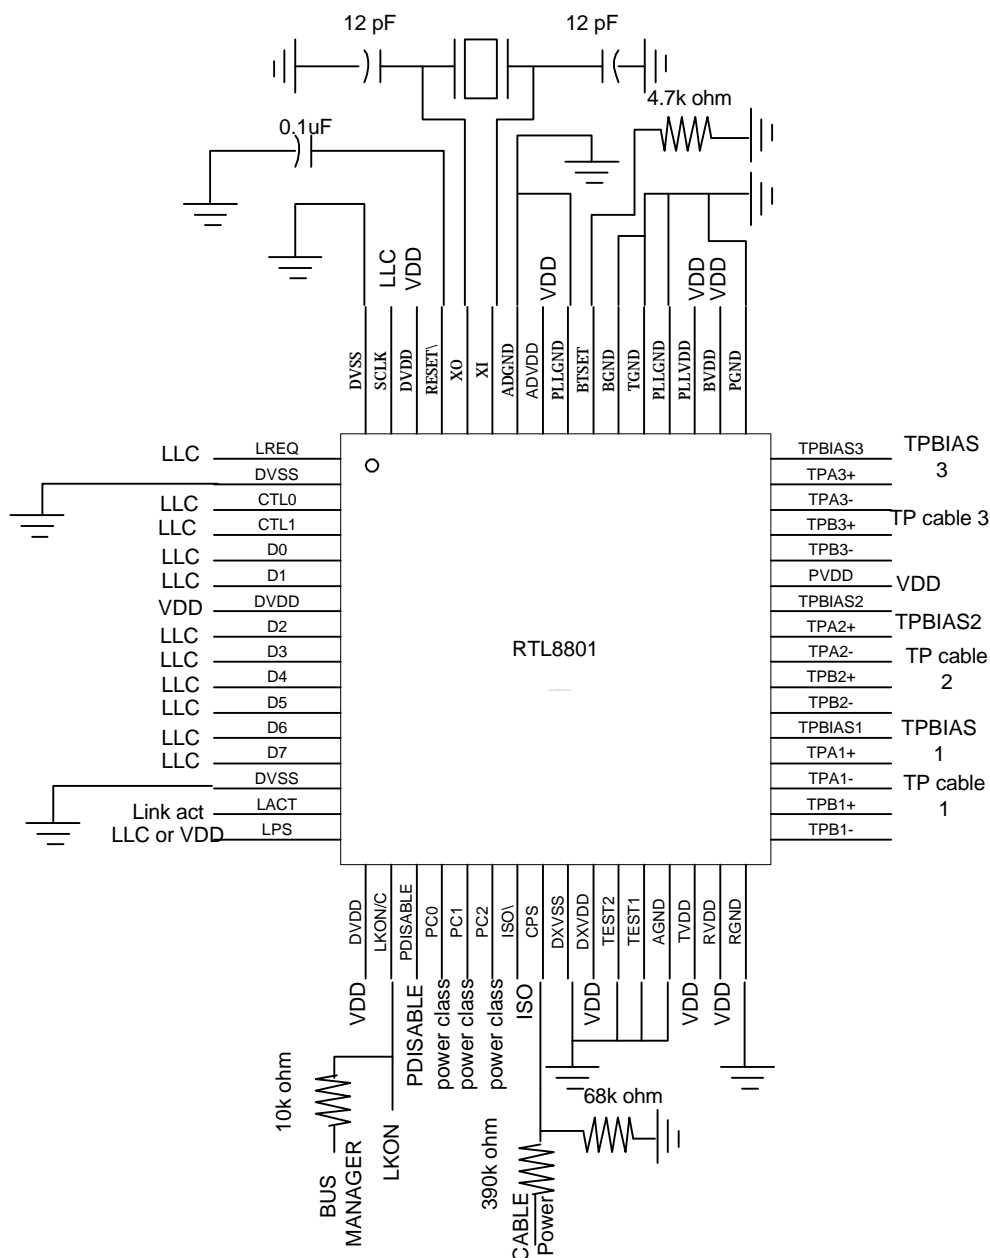 12 pF
12 pF
4.7k ohm
0.1uF
LLC
VDD
VDD
VDD
VDD
DVSS
SCLK
DVDD
RESET\
XO
XI
ADGND
ADVDD
PLLGND
BTSET
BGND
TGND
PLLGND
PLLVDD
BVDD
PGND
LLC LREQ
DVSS
LLC CTL0
LLC CTL1
LLC D0
LLC D1
VDD DVDD
LLC D2
LLC D3
LLC D4
LLC D5
LLC D6
LLC D7
DVSS
Link act LACT
LLC or VDD LPS
RTL8801
TPBIAS3
TPA3+
TPA3-
TPB3+
TPB3-
PVDD
TPBIAS2
TPA2+
TPA2-
TPB2+
TPB2-
TPBIAS1
TPA1+
TPA1-
TPB1+
TPB1-
TPBIAS
3
TP cable 3
VDD
TPBIAS2
TP cable
2
TPBIAS
1
TP cable
1
DVDD
LKON/C
PDISABLE
PC0
PC1
PC2
ISO\
CPS
DXVSS
DXVDD
TEST2
TEST1
AGND
TVDD
RVDD
RGND
VDD
PDISABLE
power class
power class
power class
ISO
VDD
VDD
VDD
10k ohm
BUS
MANAGER
LKON
390k ohm
68k ohm
CABLE
Power